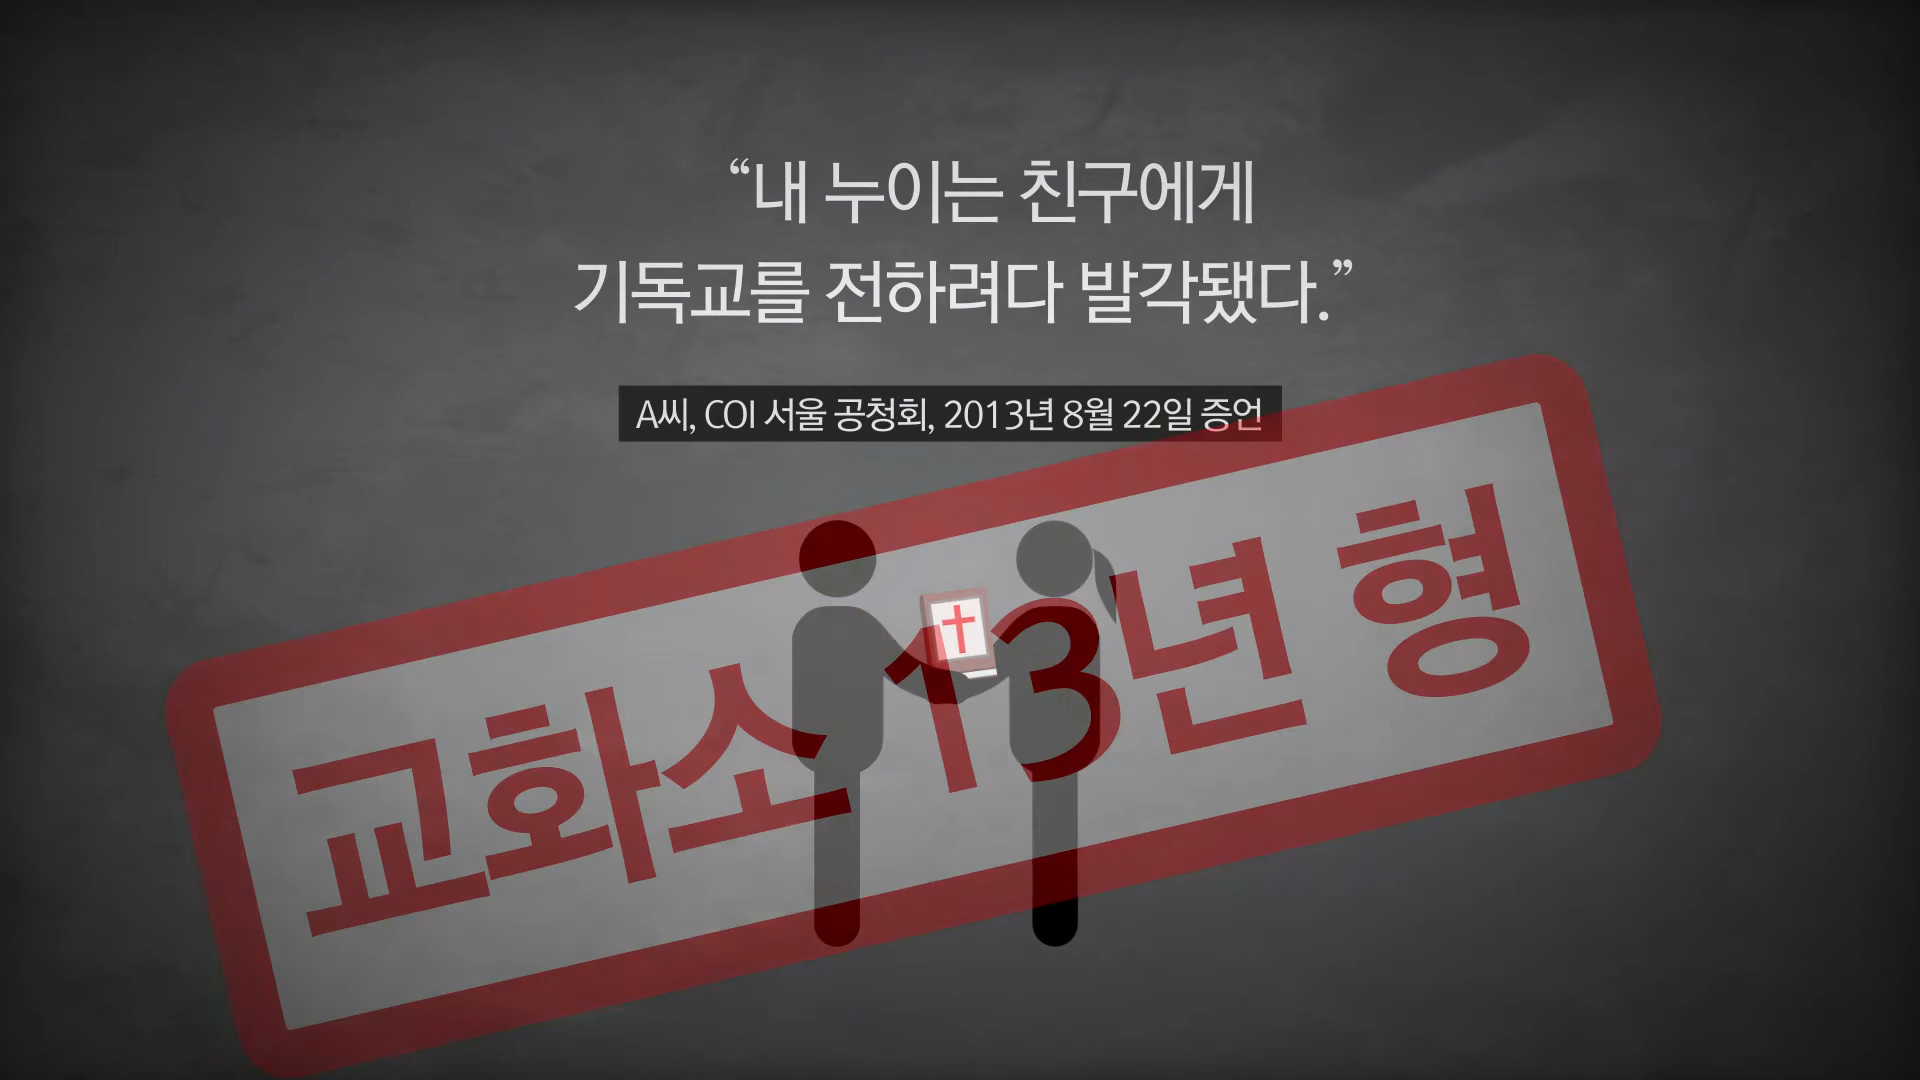 “내 누이는 친구에게
기독교를 전하려다 발각됐다.”
A씨, COI 서울 공청회, 2013년 8월 22일 증언
교화소 13년 형